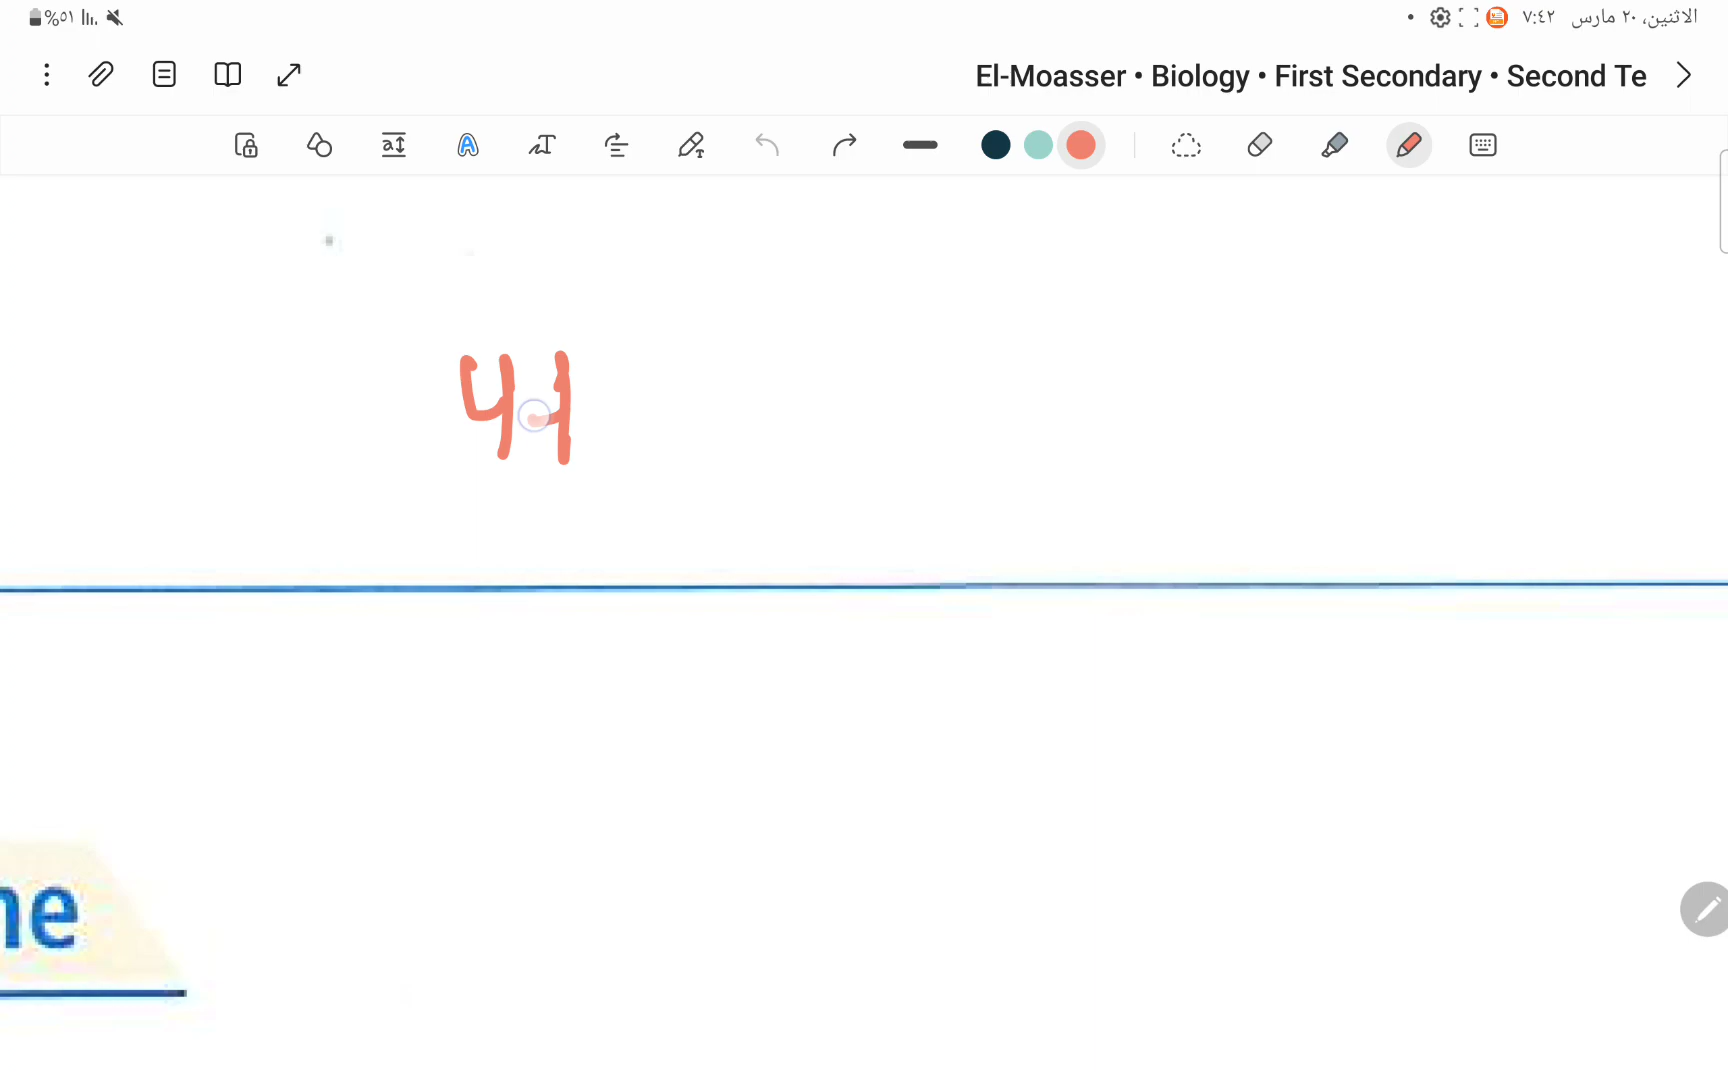 الاثنين، ٢٠ مارس ٧:٤٢ %٥١
El-Moasser • Biology • First Secondary • Second Te
44
ne